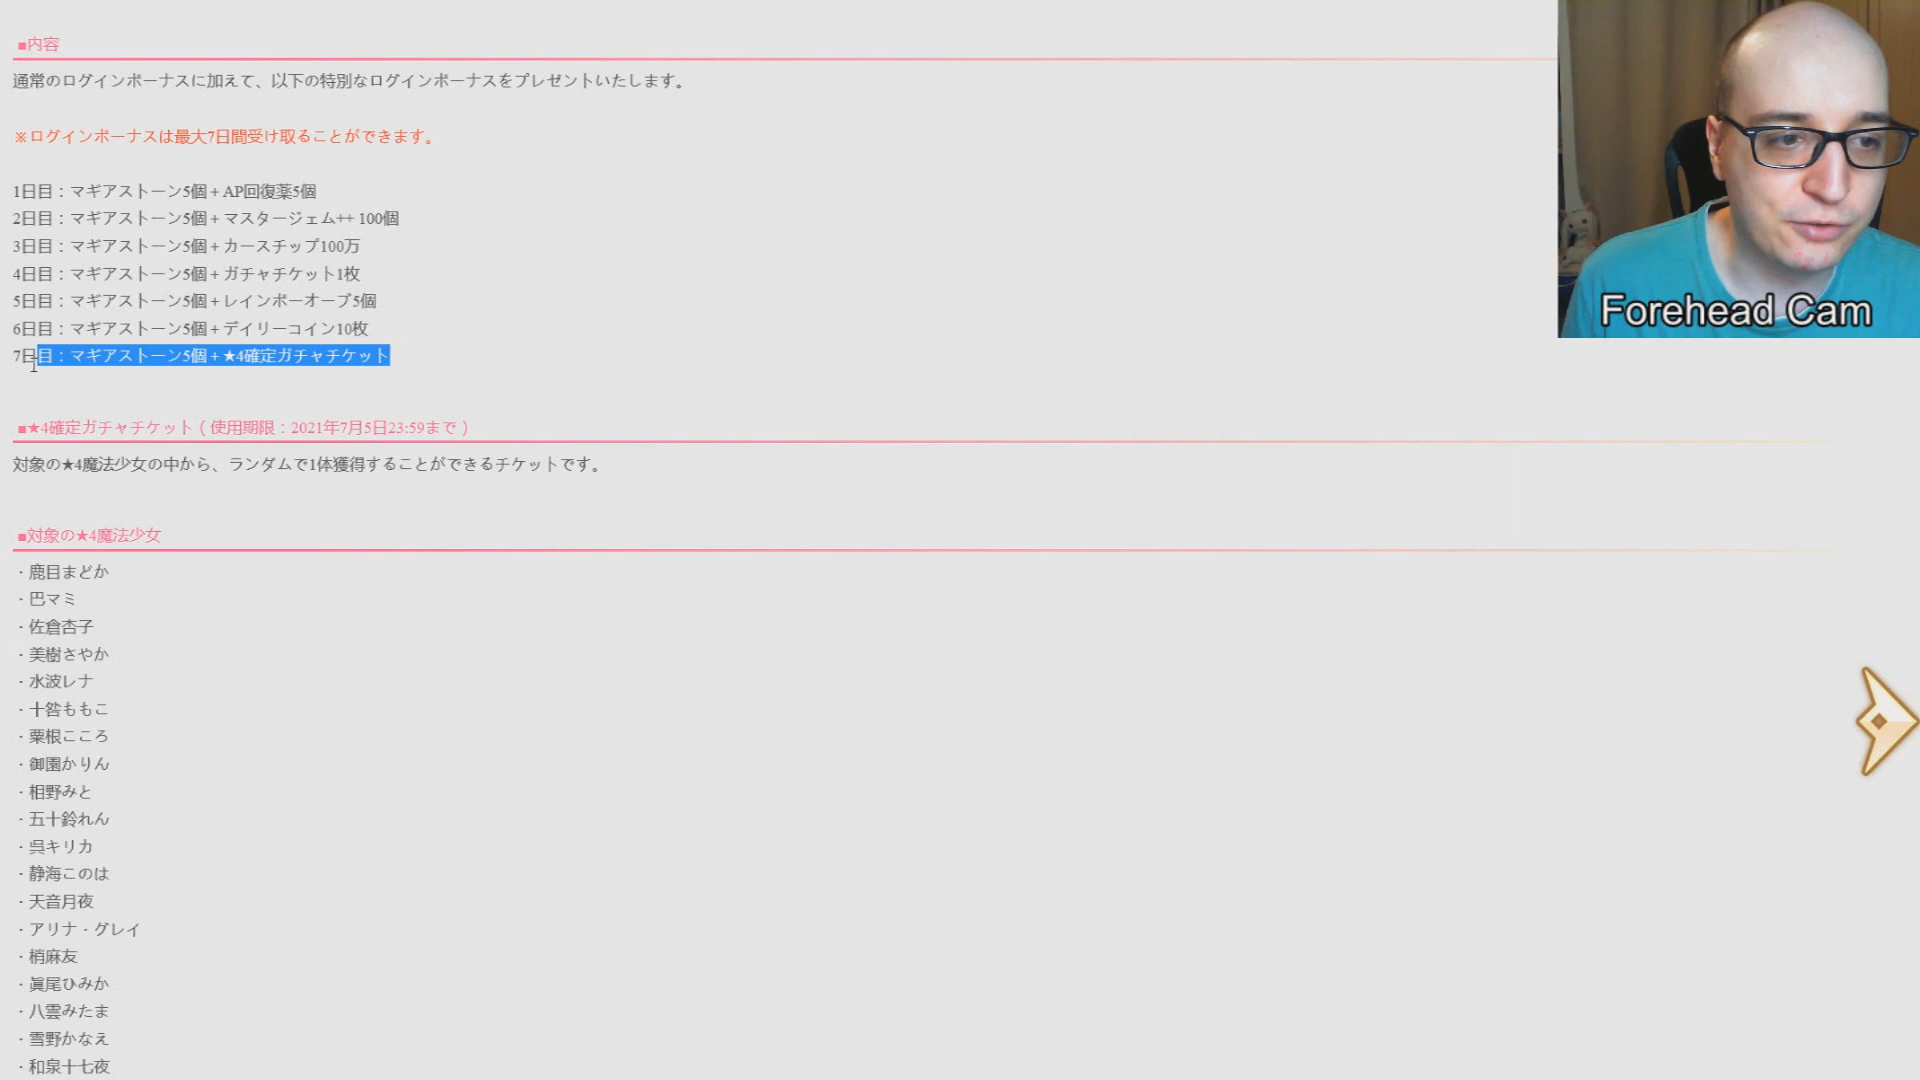 ■内容
通常のログインボーナスに加えて、以下の特別なログインボーナスをプレゼントいたします。
※ログインボーナスは最大7日間受け取ることができます。
1日目：マギアストーン5個＋AP回復薬5個
2日目：マギアストーン5個＋マスタージェム++ 100個
3日目：マギアストーン5個＋カースチップ100万
4日目：マギアストーン5個＋ガチャチケット1枚
5日目：マギアストーン5個＋レインボーオーブ5個
6日目：マギアストーン5個＋デイリーコイン10枚
7日目：マギアストーン5個＋★4確定ガチャチケット
■★4確定ガチャチケット（使用期限：2021年7月5日23:59まで）
対象の★4魔法少女の中から、ランダムで1体獲得することができるチケットです。
■対象の★4魔法少女
・鹿目まどか
・巴マミ
・佐倉杏子
・美樹さやか
・水波レナ
・十咎ももこ
・粟根こころ
・御園かりん
・相野みと
・五十鈴れん
・呉キリカ
・静海このは
・天音月夜
・アリナ・グレイ
・梢麻友
・眞尾ひみか
・八雲みたま
・雪野かなえ
・和泉十七夜
Forehead Cam